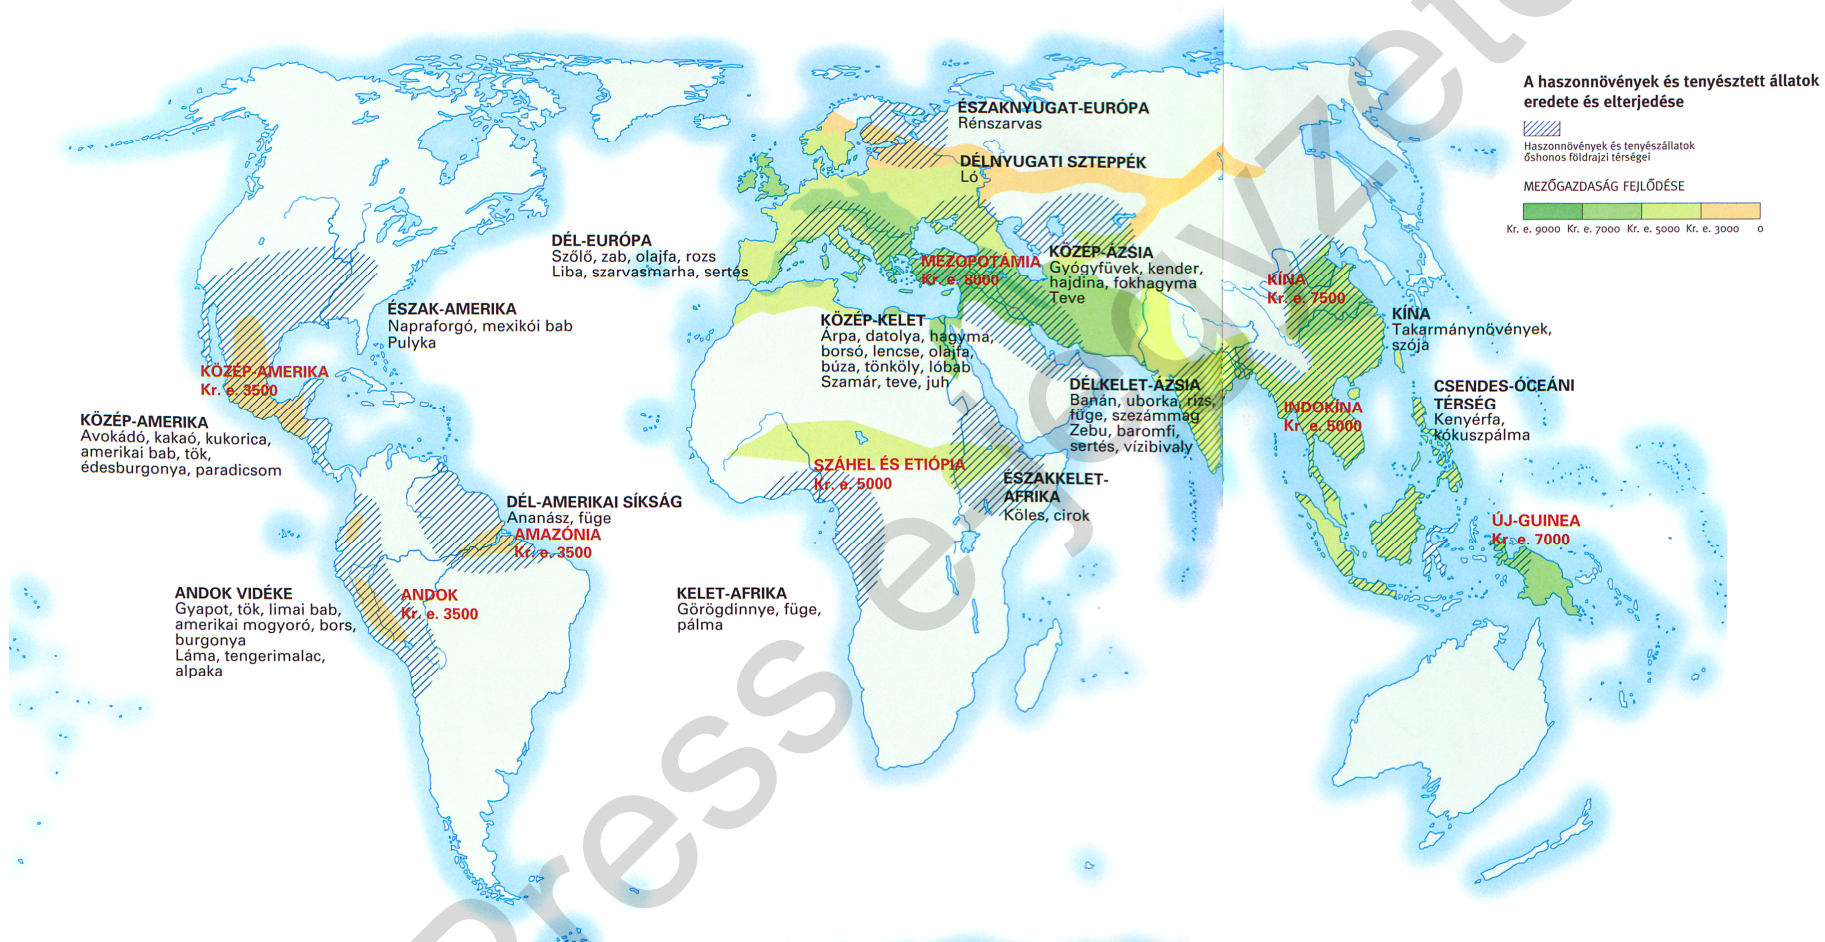 A haszonnövények és tenyésztett állatok
eredete és elterjedése
Haszonnövények és tenyészállatok
őshonos földrajzi térségei
MEZŐGAZDASÁG FEJLŐDÉSE
Kr. e. 9000 Kr. e. 7000 Kr. e. 5000 Kr. e. 3000 0
ÉSZAKNYUGAT-EURÓPA
Rénszarvas
DÉLNYUGATI SZTEPPÉK
Ló
DÉL-EURÓPA
Szőlő, zab, olajfa, rozs
Liba, szarvasmarha, sertés
MEZOPOTÁMIA
Kr. e. 8000
KÖZÉP-ÁZSIA
Gyógyfüvek, kender,
hajdina, fokhagyma
Teve
KÍNA
Kr. e. 7500
KÍNA
Takarmánynövények,
szója
ÉSZAK-AMERIKA
Napraforgó, mexikói bab
Pulyka
KÖZÉP-KELET
Árpa, datolya, hagyma,
borsó, lencse, olajfa,
búza, tönköly, lóbab
Szamár, teve, juh
KÖZÉP-AMERIKA
Kr. e. 3500
KÖZÉP-AMERIKA
Avokádó, kakaó, kukorica,
amerikai bab, tök,
édesburgonya, paradicsom
DÉLKELET-ÁZSIA
Banán, uborka, rizs,
füge, szezámmag
Zebu, baromfi,
sertés, vízibivaly
INDOKÍNA
Kr. e. 5000
CSENDES-ÓCEÁNI
TÉRSÉG
Kenyérfa,
kókuszpálma
SZÁHEL ÉS ETIÓPIA
Kr. e. 5000
ÉSZAKKELET-
AFRIKA
Köles, cirok
DÉL-AMERIKAI SÍKSÁG
Ananász, füge
AMAZÓNIA
Kr. e. 3500
ÚJ-GUINEA
Kr. e. 7000
ANDOK VIDÉKE
Gyapot, tök, limai bab,
amerikai mogyoró, bors,
burgonya
Láma, tengerimalac,
alpaka
ANDOK
Kr. e. 3500
KELET-AFRIKA
Görögdinnye, füge,
pálma
Press e-jegyzete